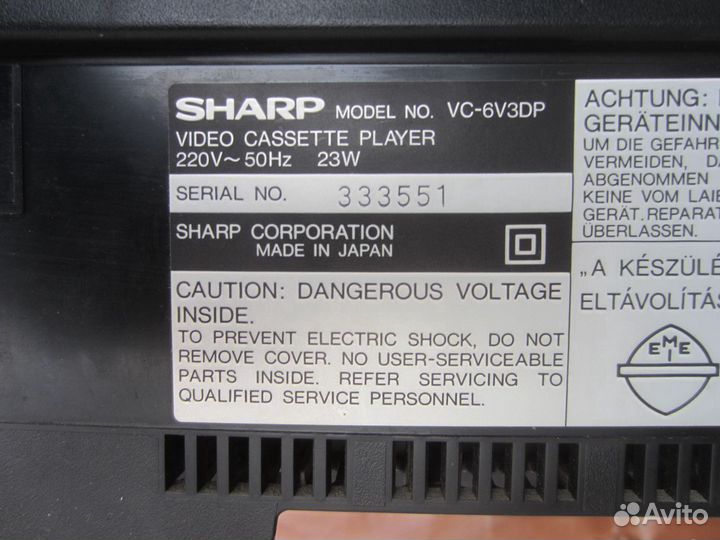 SHARP MODEL NO. VC-6V3DP
VIDEO CASSETTE PLAYER
220V~50Hz 23W
SERIAL NO. 333551
SHARP CORPORATION
MADE IN JAPAN
CAUTION: DANGEROUS VOLTAGE
INSIDE.
TO PREVENT ELECTRIC SHOCK, DO NOT
REMOVE COVER. NO USER-SERVICEABLE
PARTS INSIDE. REFER SERVICING TO
QUALIFIED SERVICE PERSONNEL.
ACHTUNG:
GERÄTEINN
UM DIE GEFAHR
VERMEIDEN, DA
ABGENOMMEN
KEINE VOM LAIE
GERÄT. REPARAT
ÜBERLASSEN.
„A KÉSZÜLÉ
ELTÁVOLÍTÁS
EMEI
Avito